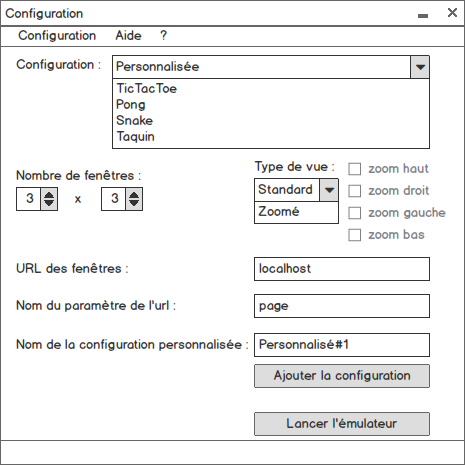 Configuration
Configuration Aide ?
Configuration : Personnalisée
TicTacToe
Pong
Snake
Taquin
Nombre de fenêtres :
3 x 3
Type de vue :
Standard
Zoomé
zoom haut
zoom droit
zoom gauche
zoom bas
URL des fenêtres : localhost
Nom du paramètre de l'url : page
Nom de la configuration personnalisée : Personnalisé#1
Ajouter la configuration
Lancer l'émulateur